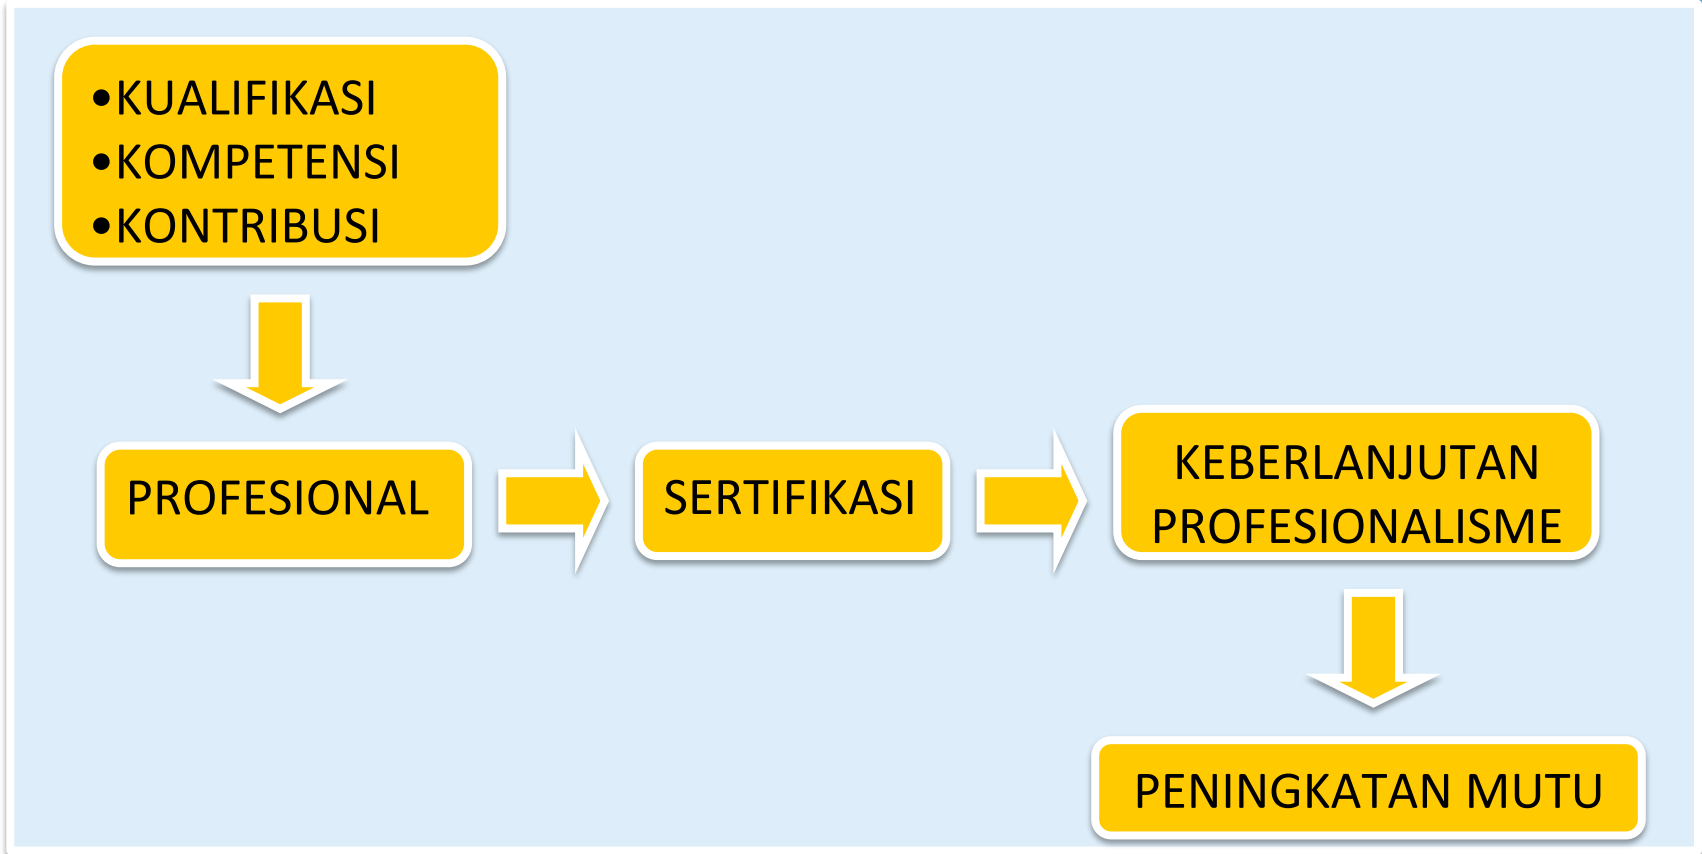 •KUALIFIKASI
•KOMPETENSI
•KONTRIBUSI
PROFESIONAL
SERTIFIKASI
KEBERLANJUTAN
PROFESIONALISME
PENINGKATAN MUTU